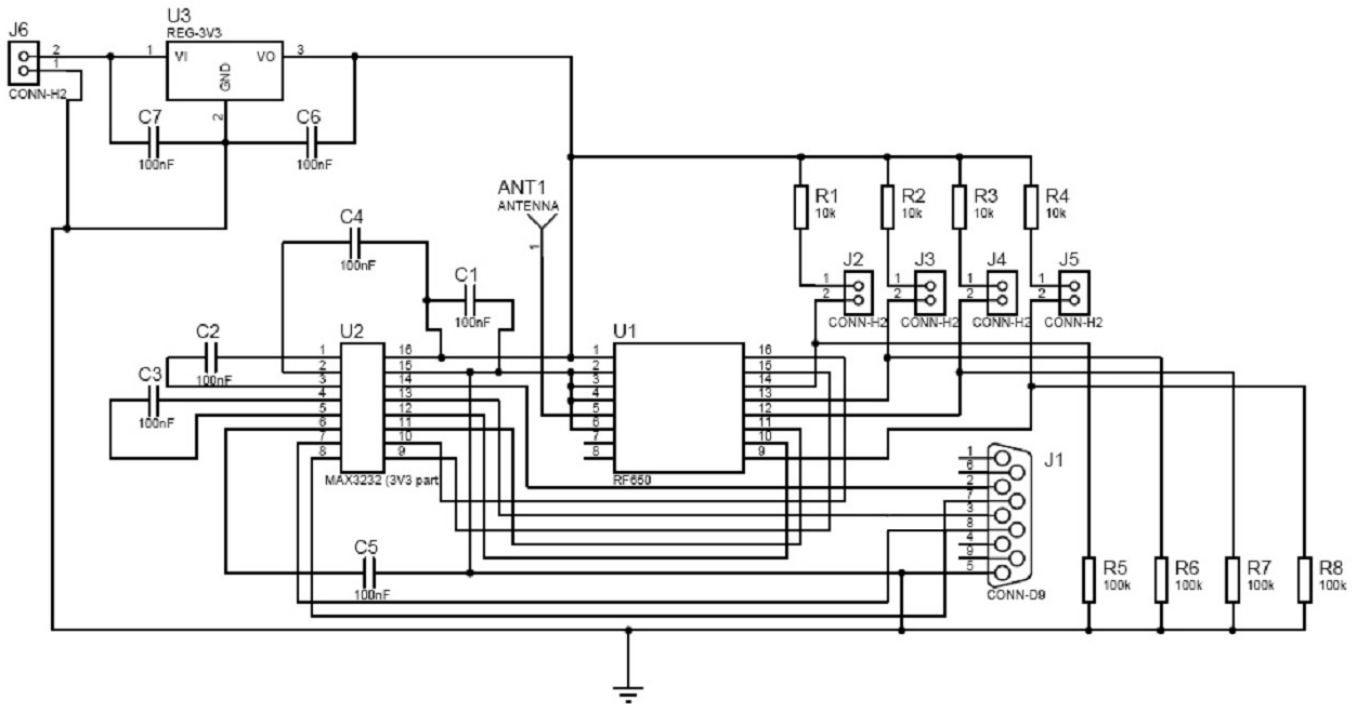 J6
2
1
CONN-H2
U3
REG-3V3
1
VI
VO
3
GND
2
C7
100nF
C6
100nF
ANT1
ANTENNA
1
C4
100nF
C1
100nF
C2
100nF
C3
100nF
U2
1
2
3
4
5
6
7
8
16
15
14
13
12
11
10
9
MAX3232 (3V3 part
U1
1
2
3
4
5
6
7
8
16
15
14
13
12
11
10
9
RF650
R1
10k
R2
10k
R3
10k
R4
10k
J2
1
2
CONN-H2
J3
1
2
CONN-H2
J4
1
2
CONN-H2
J5
1
2
CONN-H2
C5
100nF
J1
1
6
2
7
3
8
4
9
5
CONN-D9
R5
100k
R6
100k
R7
100k
R8
100k